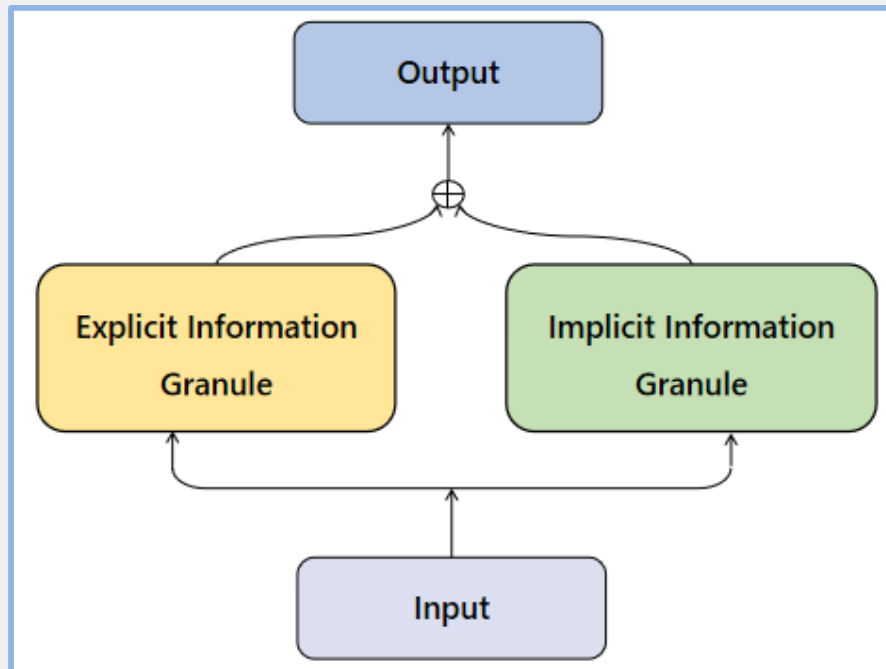 Output
Explicit Information
Granule
Implicit Information
Granule
Input